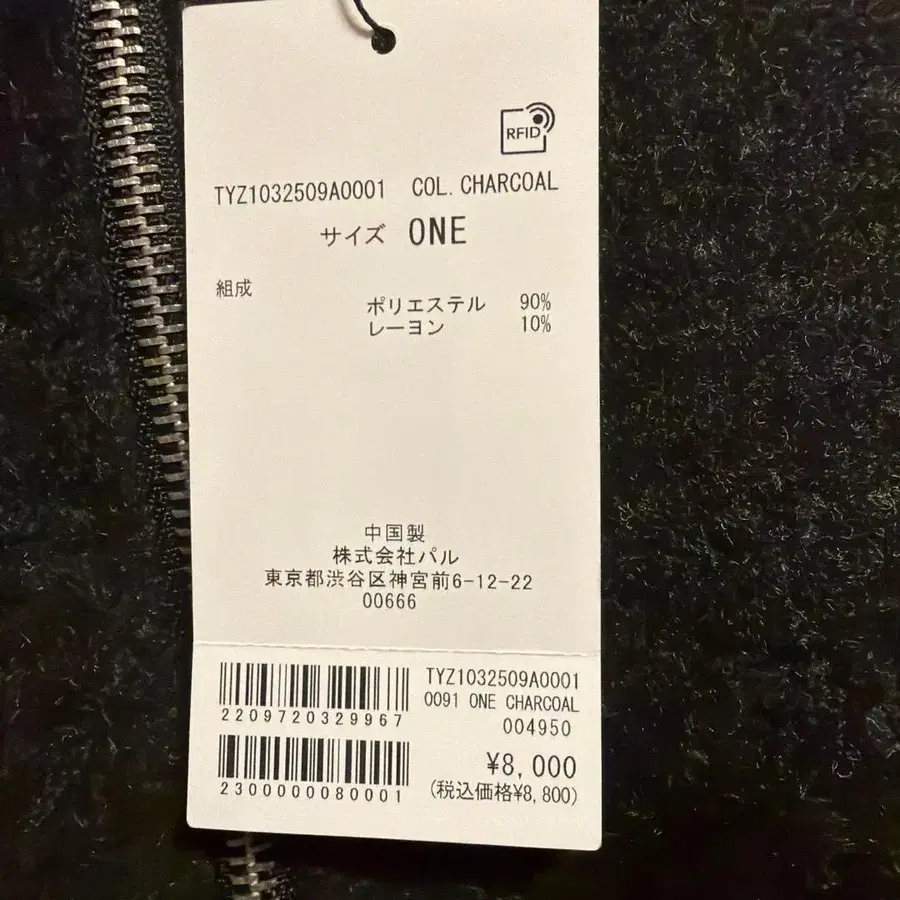 RFID
TYZ1032509A0001 COL. CHARCOAL
サイズ ONE
組成
ポリエステル 90%
レーヨン 10%
中国製
株式会社パル
東京都渋谷区神宮前6-12-22
00666
TYZ1032509A0001
0091 ONE CHARCOAL
004950
2209720329967
¥8,000
(税込価格¥8,800)
2300000080001